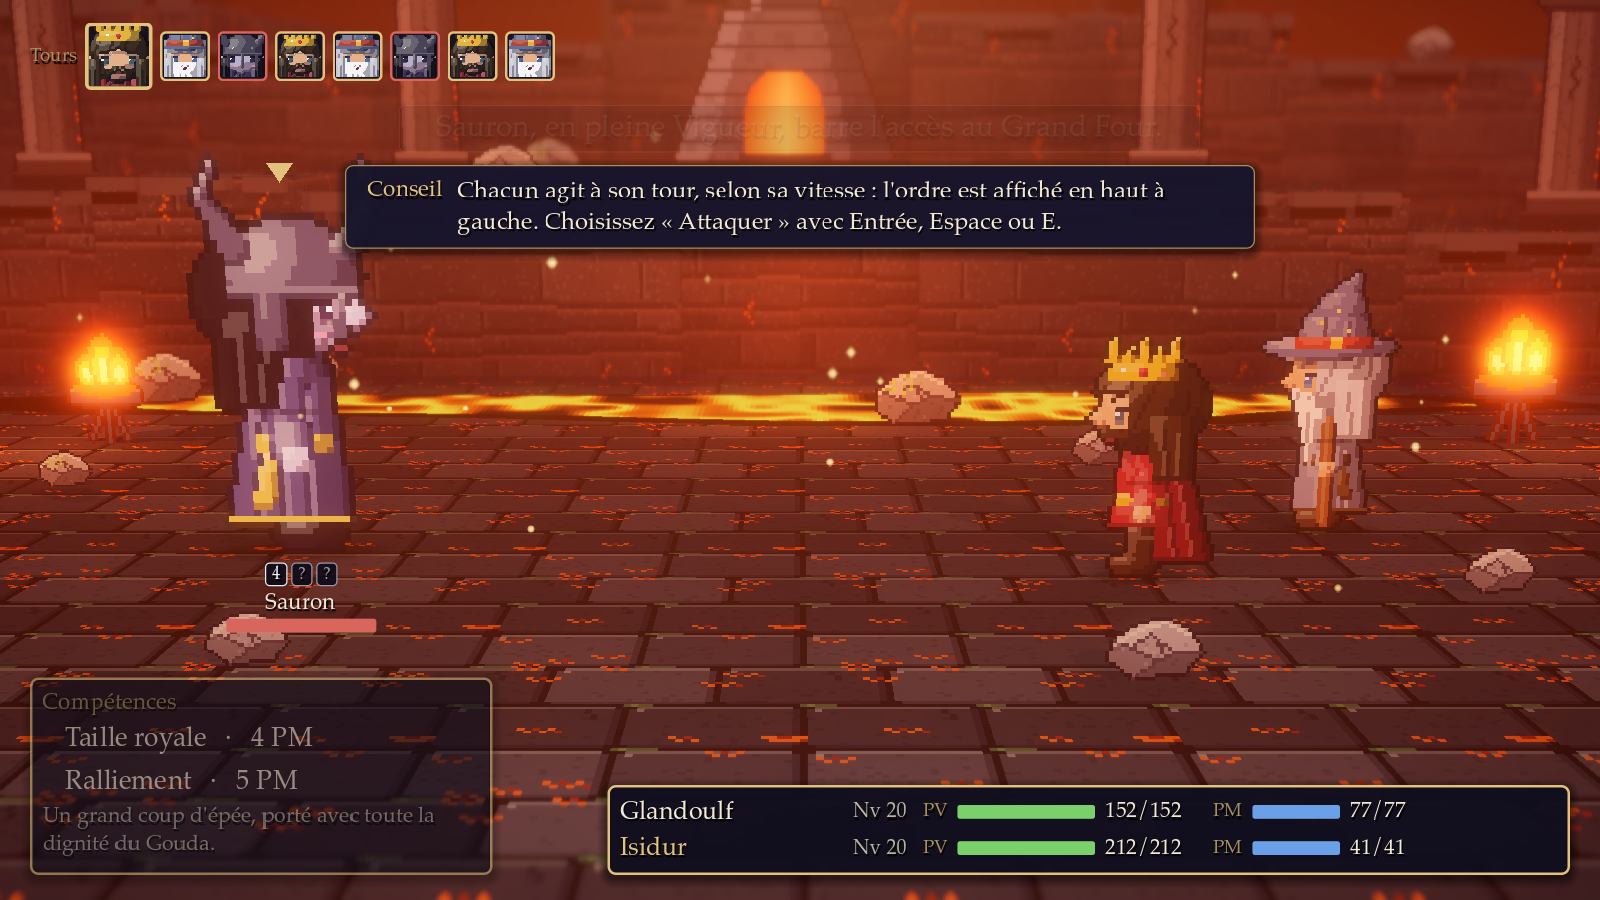 Tours
Sauron, en pleine Vigueur, barre l'accès au Grand Four.
Conseil Chacun agit à son tour, selon sa vitesse : l'ordre est affiché en haut à
gauche. Choisissez « Attaquer » avec Entrée, Espace ou E.
4 ? ?
Sauron
Compétences
Taille royale · 4 PM
Ralliement · 5 PM
Un grand coup d'épée, porté avec toute la
dignité du Gouda.
Glandoulf Nv 20 PV 152/152 PM 77/77
Isidur Nv 20 PV 212/212 PM 41/41